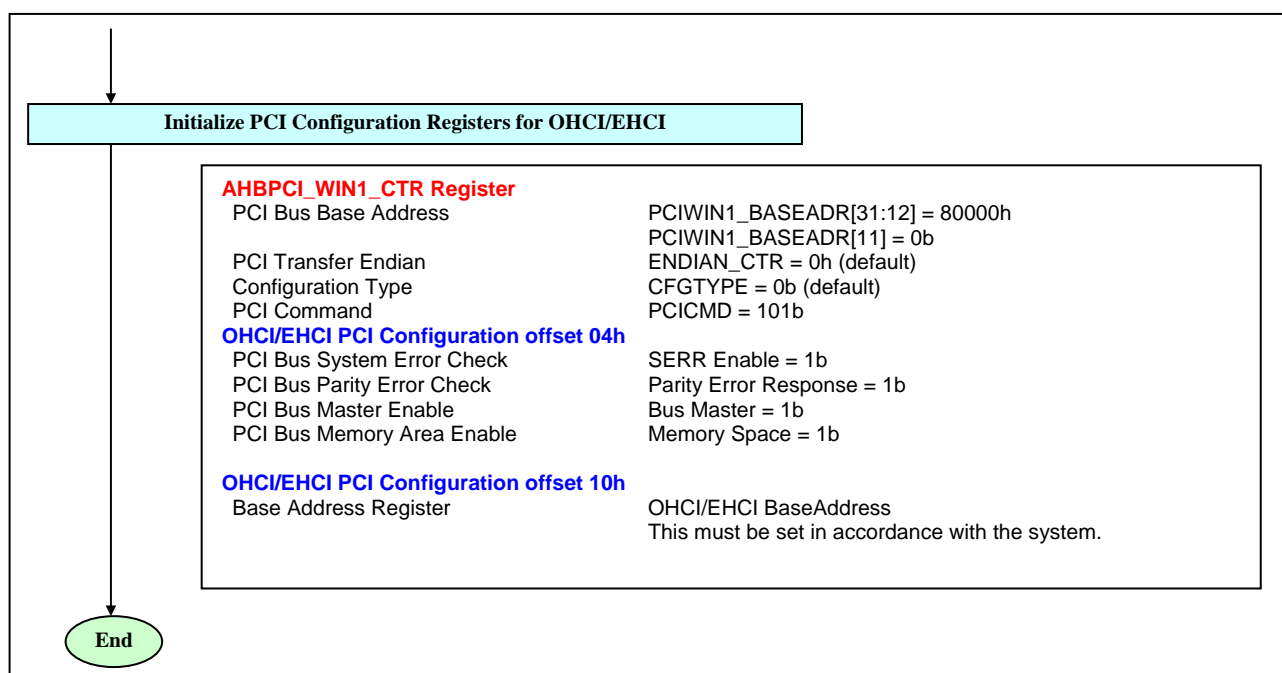 Initialize PCI Configuration Registers for OHCI/EHCI
AHBPCI_WIN1_CTR Register
PCI Bus Base Address PCIWIN1_BASEADR[31:12] = 80000h
PCIWIN1_BASEADR[11] = 0b
PCI Transfer Endian ENDIAN_CTR = 0h (default)
Configuration Type CFGTYPE = 0b (default)
PCI Command PCICMD = 101b
OHCI/EHCI PCI Configuration offset 04h
PCI Bus System Error Check SERR Enable = 1b
PCI Bus Parity Error Check Parity Error Response = 1b
PCI Bus Master Enable Bus Master = 1b
PCI Bus Memory Area Enable Memory Space = 1b
OHCI/EHCI PCI Configuration offset 10h
Base Address Register OHCI/EHCI BaseAddress
This must be set in accordance with the system.
End